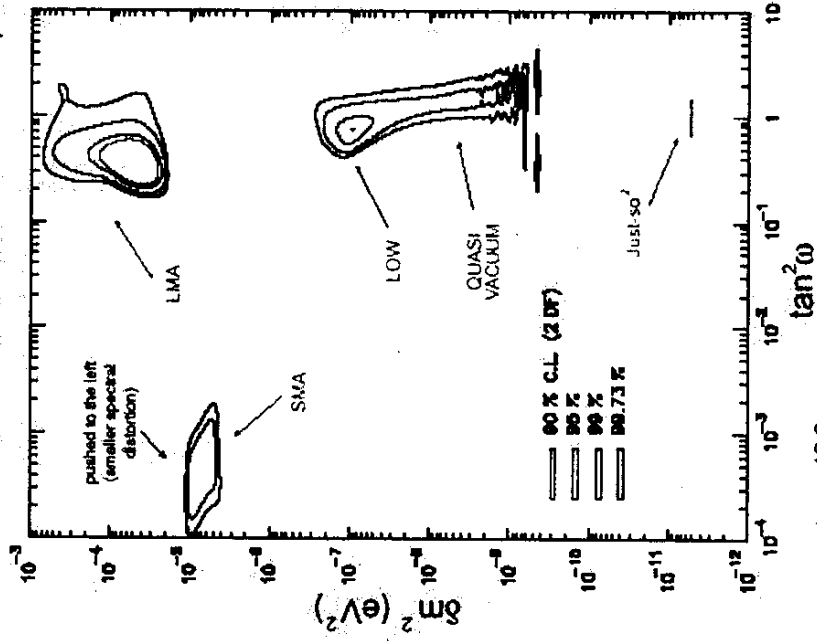 δm² (eV²)
10⁻³
10⁻⁴
10⁻⁵
10⁻⁶
10⁻⁷
10⁻⁸
10⁻⁹
10⁻¹⁰
10⁻¹¹
10⁻¹²
pushed to the left
(smaller spectral
distortion)
LMA
SMA
LOW
QUASI
VACUUM
Just-so²
90 % C.L. (2 DF)
95 %
99 %
99.73 %
10⁻⁴
10⁻³
10⁻²
10⁻¹
1
10
tan²ω